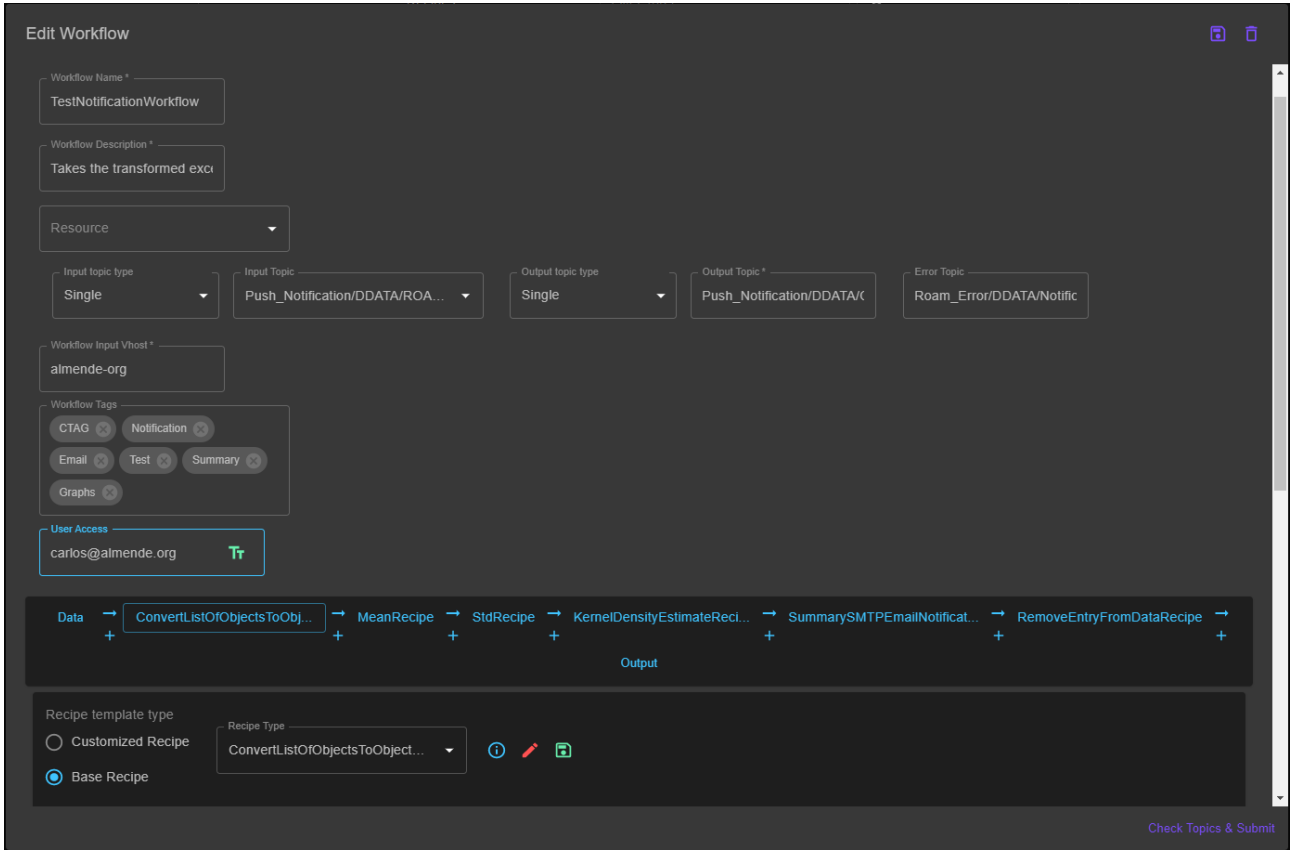 Edit Workflow
Workflow Name *
TestNotificationWorkflow
Workflow Description *
Takes the transformed exc
Resource
Input topic type
Single
Input Topic
Push_Notification/DDATA/ROA...
Output topic type
Single
Output Topic *
Push_Notification/DDATA/
Error Topic
Roam_Error/DDATA/Notific
Workflow Input Vhost *
almende-org
Workflow Tags
CTAG Notification
Email Test Summary
Graphs
User Access
carlos@almende.org
Data → ConvertListOfObjectsToObj... → MeanRecipe → StdRecipe → KernelDensityEstimateReci... → SummarySMTPEmailNotificat... → RemoveEntryFromDataRecipe →
+ + + + + + +
Output
Recipe template type
Customized Recipe
Base Recipe
Recipe Type
ConvertListOfObjectsToObject...
Check Topics & Submit